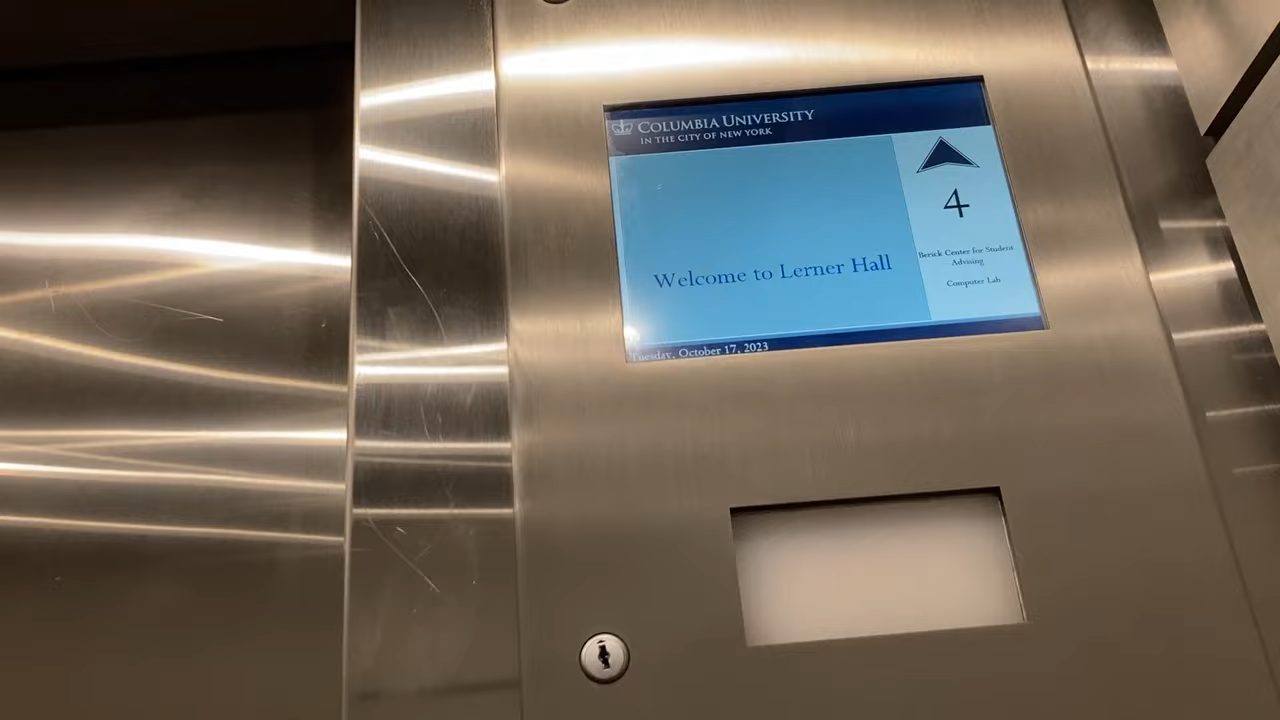 COLUMBIA UNIVERSITY
IN THE CITY OF NEW YORK
4
Berick Center for Student
Advising
Computer Lab
Welcome to Lerner Hall
Tuesday, October 17, 2023